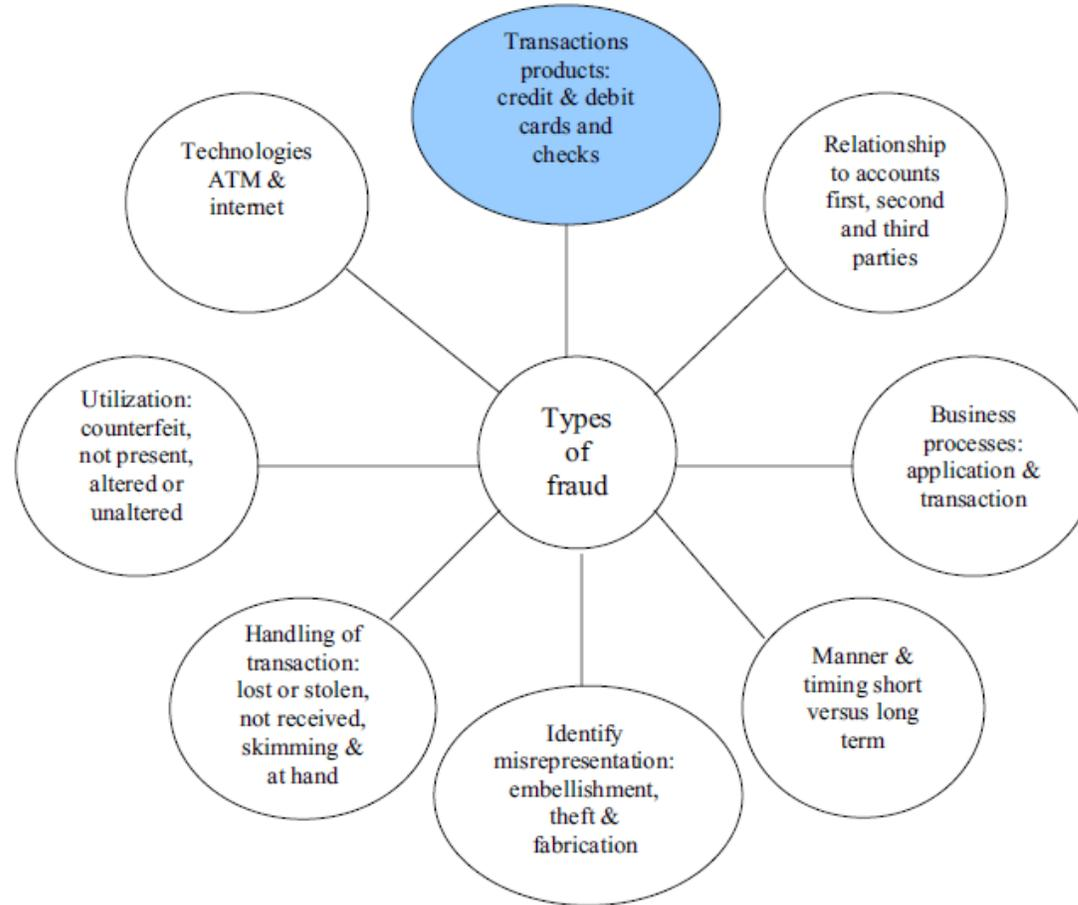 Transactions
products:
credit & debit
cards and
checks
Technologies
ATM &
internet
Relationship
to accounts
first, second
and third
parties
Utilization:
counterfeit,
not present,
altered or
unaltered
Types
of
fraud
Business
processes:
application &
transaction
Handling of
transaction:
lost or stolen,
not received,
skimming &
at hand
Identify
misrepresentation:
embellishment,
theft &
fabrication
Manner &
timing short
versus long
term